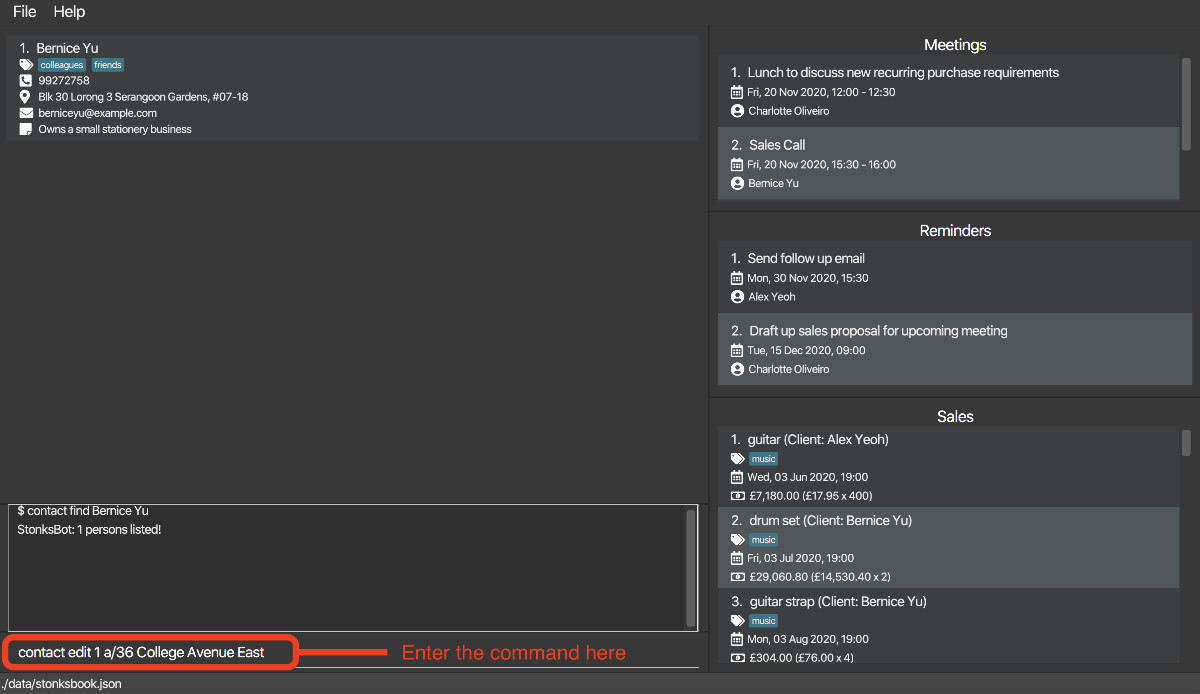 File Help
1. Bernice Yu
colleagues friends
99272758
Blk 30 Lorong 3 Serangoon Gardens, #07-18
berniceyu@example.com
Owns a small stationery business
$ contact find Bernice Yu
StonksBot: 1 persons listed!
contact edit 1 a/36 College Avenue East
Enter the command here
./data/stonksbook.json
Meetings
1. Lunch to discuss new recurring purchase requirements
Fri, 20 Nov 2020, 12:00 - 12:30
Charlotte Oliveiro
2. Sales Call
Fri, 20 Nov 2020, 15:30 - 16:00
Bernice Yu
Reminders
1. Send follow up email
Mon, 30 Nov 2020, 15:30
Alex Yeoh
2. Draft up sales proposal for upcoming meeting
Tue, 15 Dec 2020, 09:00
Charlotte Oliveiro
Sales
1. guitar (Client: Alex Yeoh)
music
Wed, 03 Jun 2020, 19:00
£7,180.00 (£17.95 x 400)
2. drum set (Client: Bernice Yu)
music
Fri, 03 Jul 2020, 19:00
£29,060.80 (£14,530.40 x 2)
3. guitar strap (Client: Bernice Yu)
music
Mon, 03 Aug 2020, 19:00
£304.00 (£76.00 x 4)